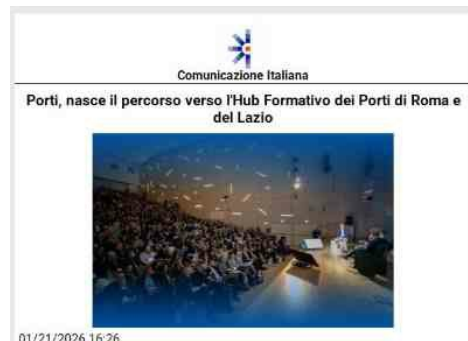 Comunicazione Italiana
Porti, nasce il percorso verso l'Hub Formativo dei Porti di Roma e
del Lazio
01/21/2026 16:26